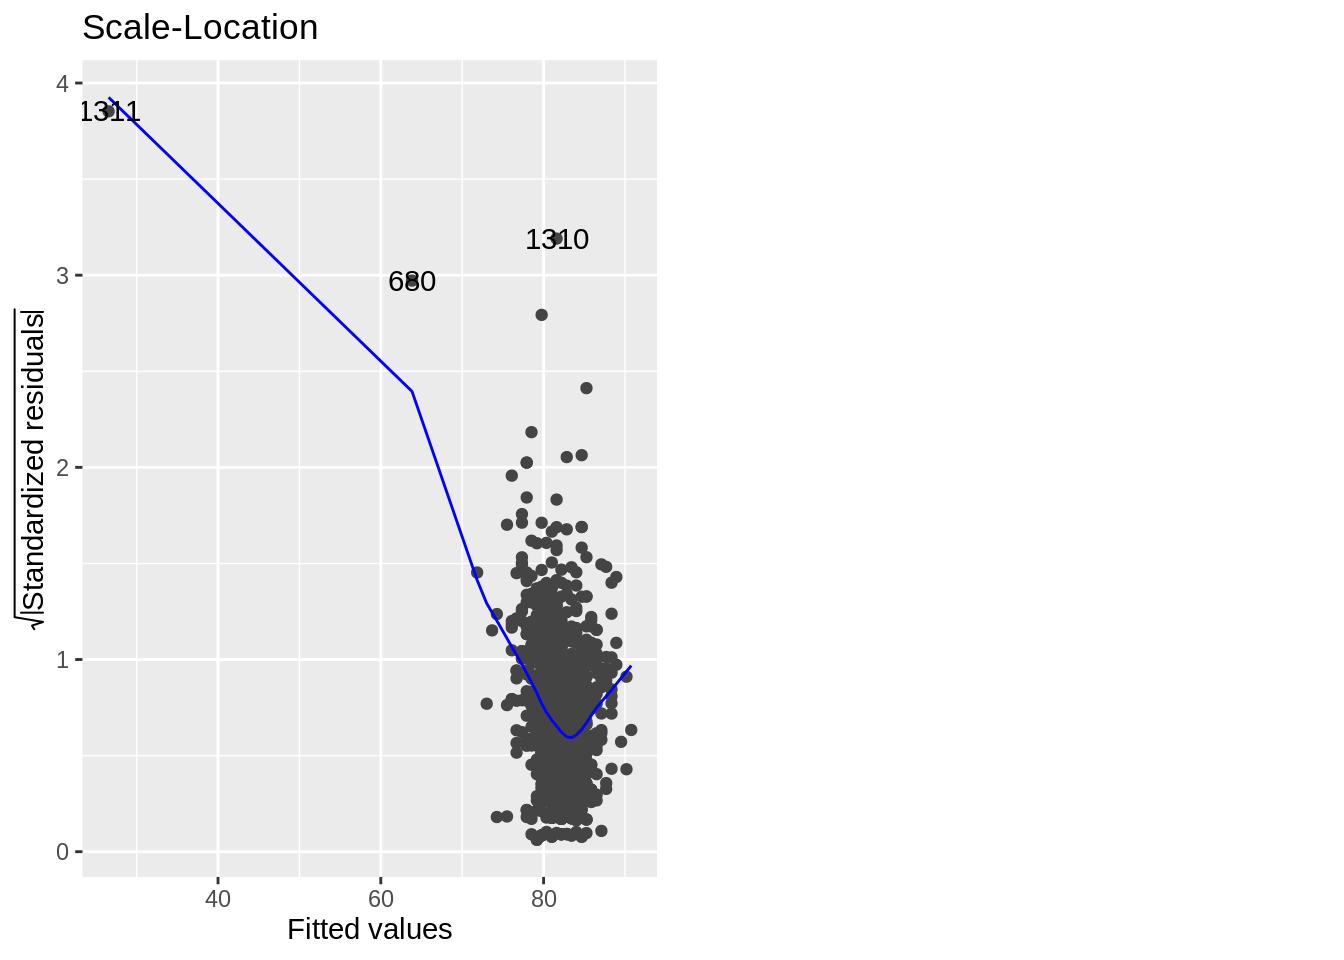 Scale-Location
4
1311
1310
3
680
√|Standardized residuals|
2
1
0
40 60 80
Fitted values